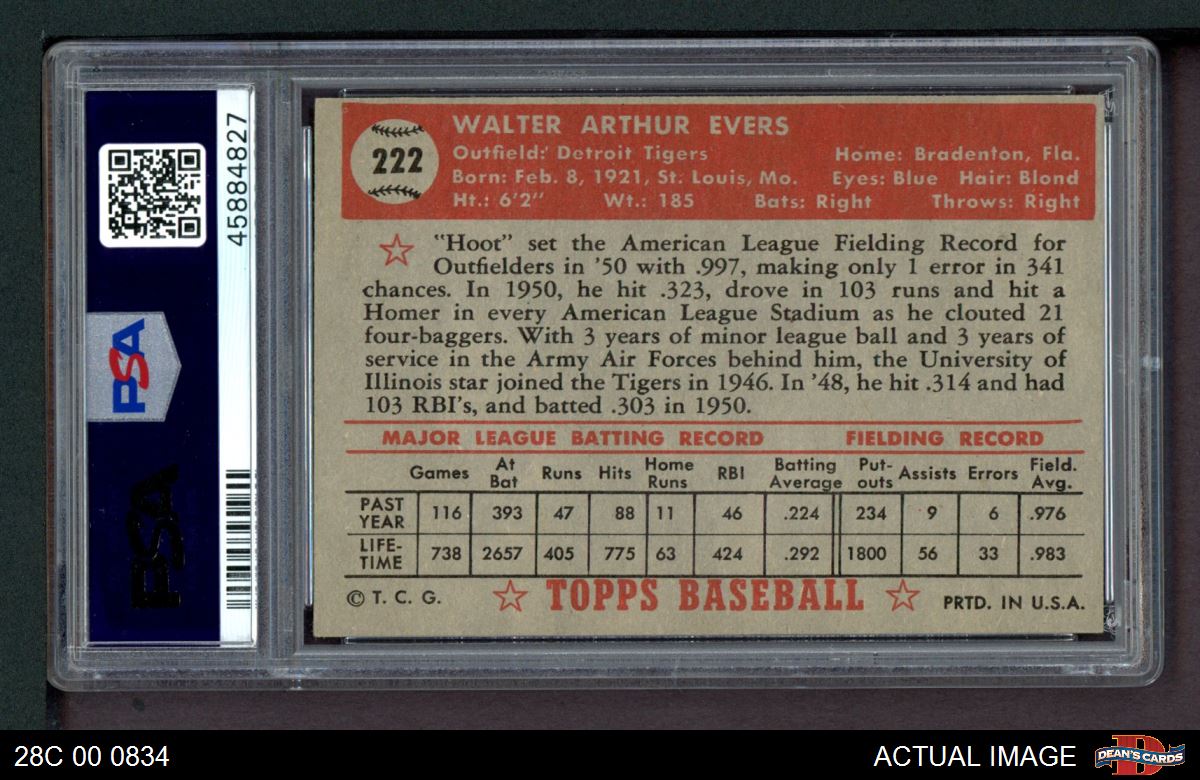 45884827
PSA
PSA
222
WALTER ARTHUR EVERS
Outfield: Detroit Tigers Home: Bradenton, Fla.
Born: Feb. 8, 1921, St. Louis, Mo. Eyes: Blue Hair: Blond
Ht.: 6'2" Wt.: 185 Bats: Right Throws: Right
"Hoot" set the American League Fielding Record for
Outfielders in '50 with .997, making only 1 error in 341
chances. In 1950, he hit .323, drove in 103 runs and hit a
Homer in every American League Stadium as he clouted 21
four-baggers. With 3 years of minor league ball and 3 years of
service in the Army Air Forces behind him, the University of
Illinois star joined the Tigers in 1946. In '48, he hit .314 and had
103 RBI's, and batted .303 in 1950.
MAJOR LEAGUE BATTING RECORD FIELDING RECORD
Games At Bat Runs Hits Home Runs RBI Batting Average Put-outs Assists Errors Field. Avg.
PAST YEAR 116 393 47 88 11 46 .224 234 9 6 .976
LIFE-TIME 738 2657 405 775 63 424 .292 1800 56 33 .983
© T. C. G. TOPPS BASEBALL PRTD. IN U.S.A.
28C 00 0834 ACTUAL IMAGE DEAN'S CARDS